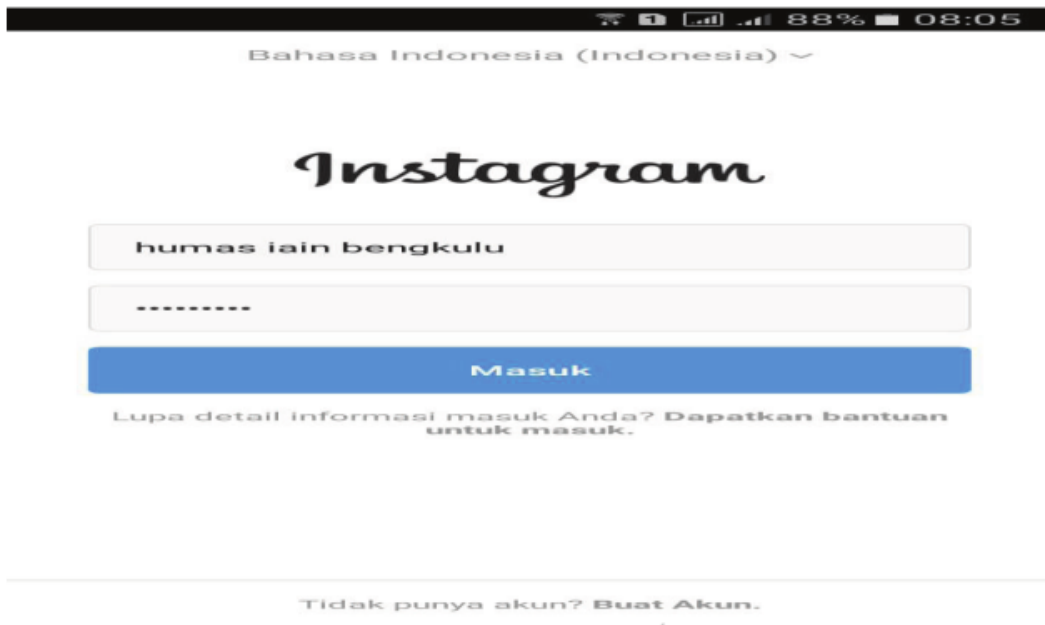 88% 08:05
Bahasa Indonesia (Indonesia)
Instagram
humas iain bengkulu
•••••••••
Masuk
Lupa detail informasi masuk Anda? Dapatkan bantuan
untuk masuk.
Tidak punya akun? Buat Akun.